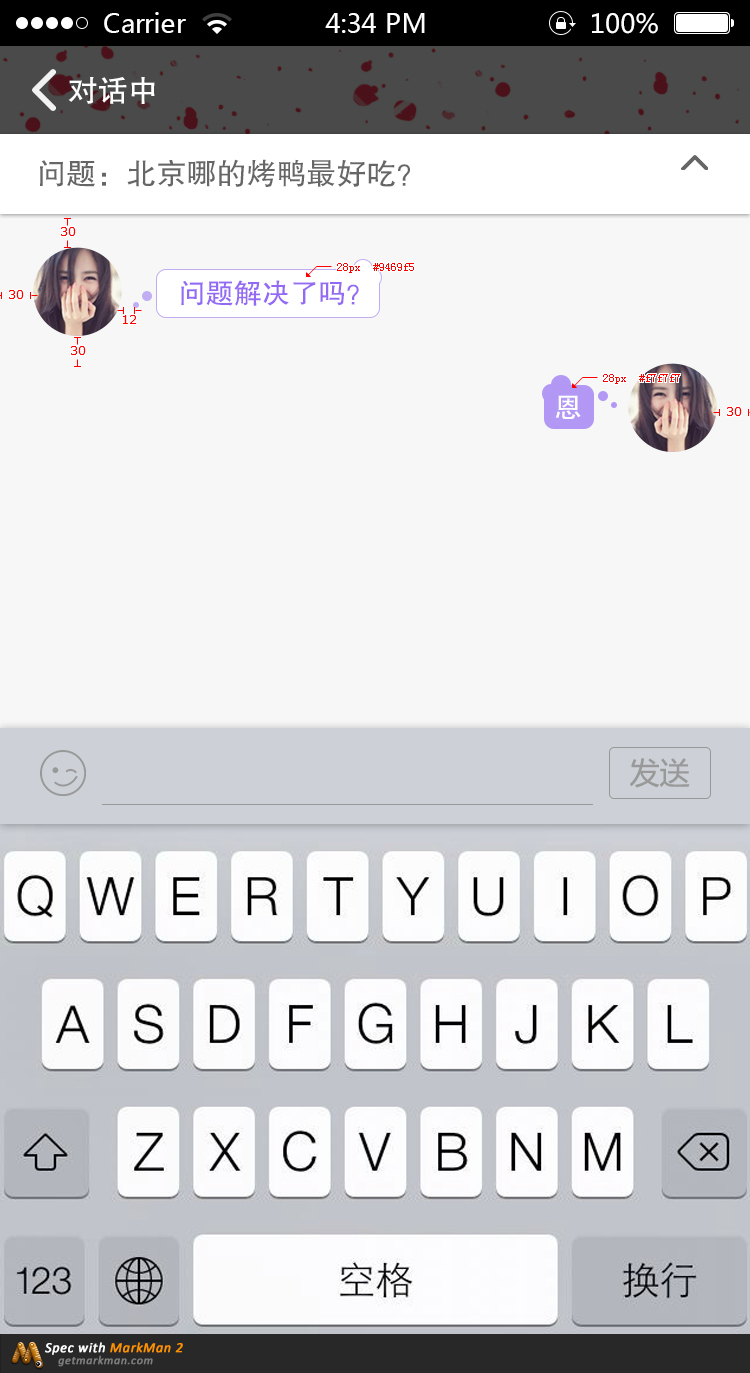 Carrier 4:34 PM 100%
对话中
问题：北京哪的烤鸭最好吃?
30
28px #9469f5
30
问题解决了吗?
12
30
28px #f7f7f7
恩
30
发送
Q W E R T Y U I O P
A S D F G H J K L
Z X C V B N M
123 空格 换行
Spec with MarkMan 2
getmarkman.com